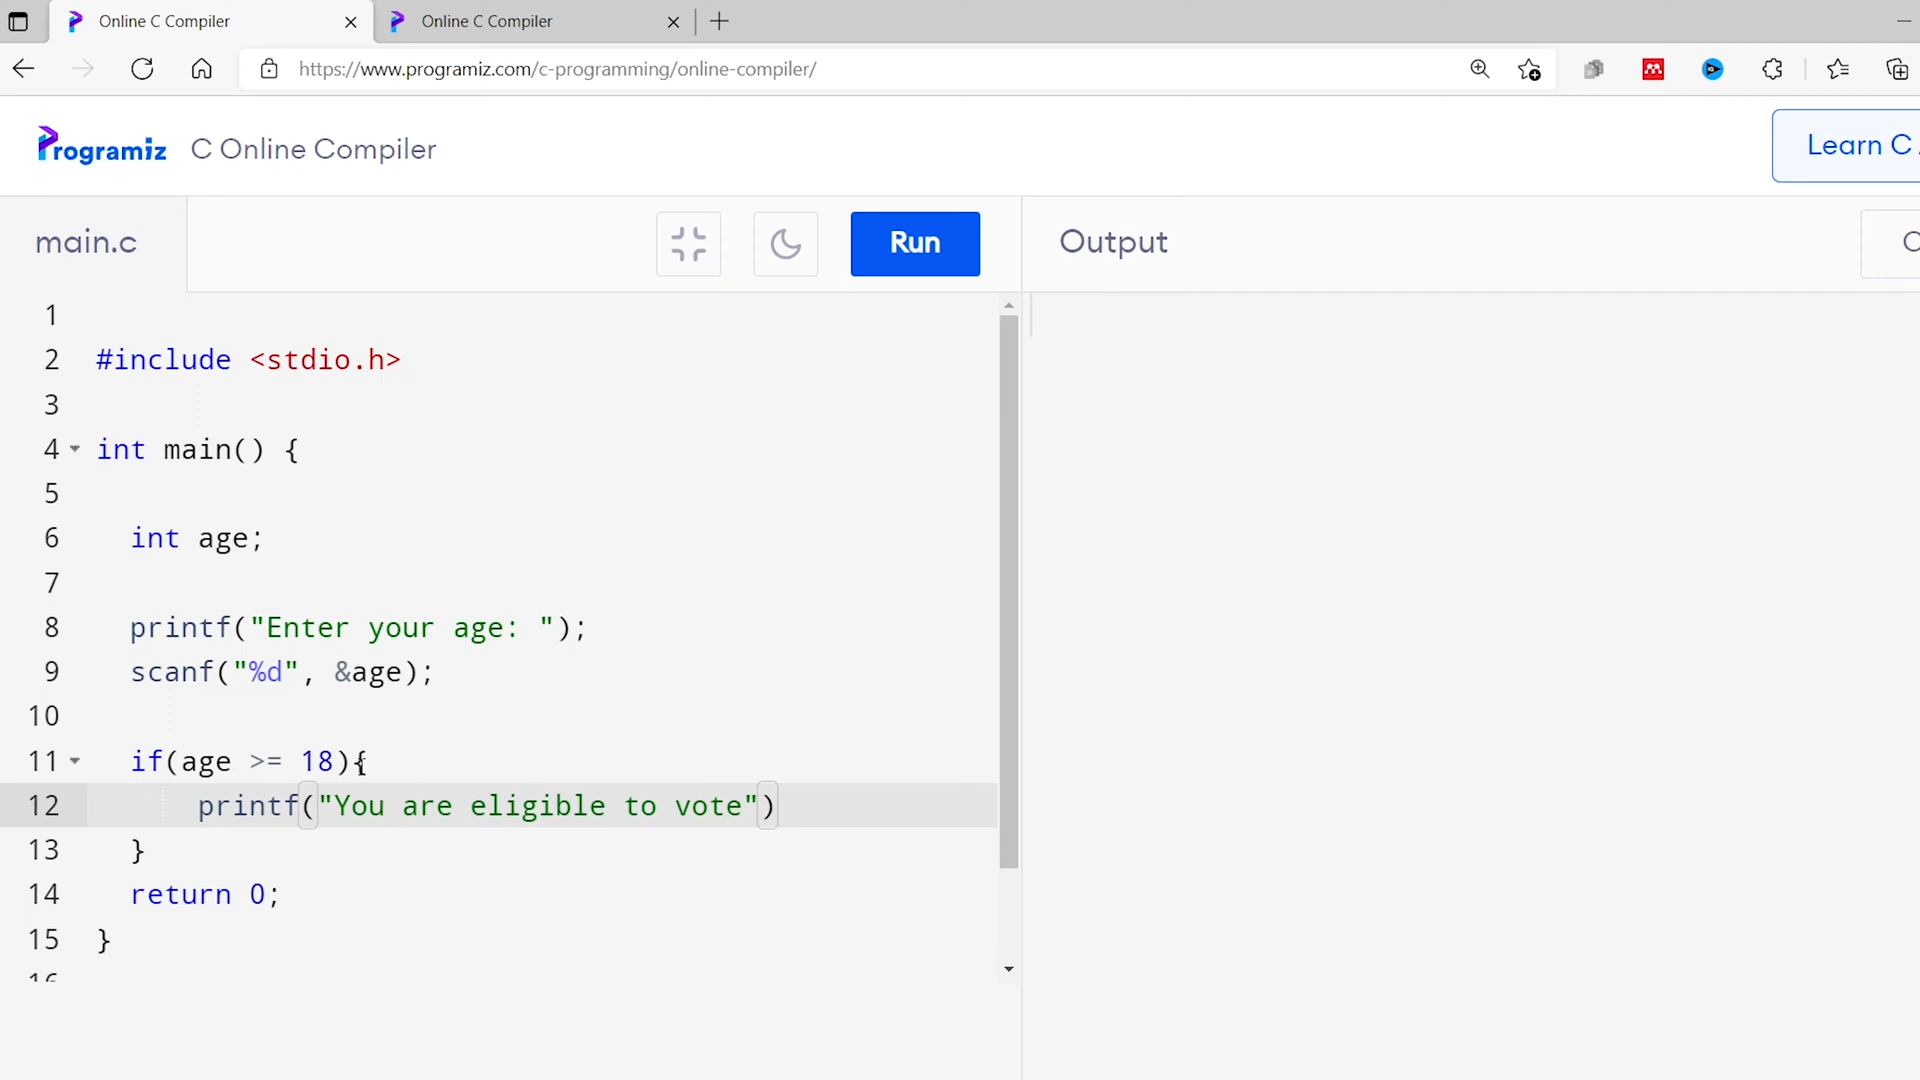 Online C Compiler
Online C Compiler
https://www.programiz.com/c-programming/online-compiler/
Programiz
C Online Compiler
Learn C
main.c
Run
Output
1
2 #include <stdio.h>
3
4 int main() {
5
6 int age;
7
8 printf("Enter your age: ");
9 scanf("%d", &age);
10
11 if(age >= 18){
12 printf("You are eligible to vote")
13 }
14 return 0;
15 }